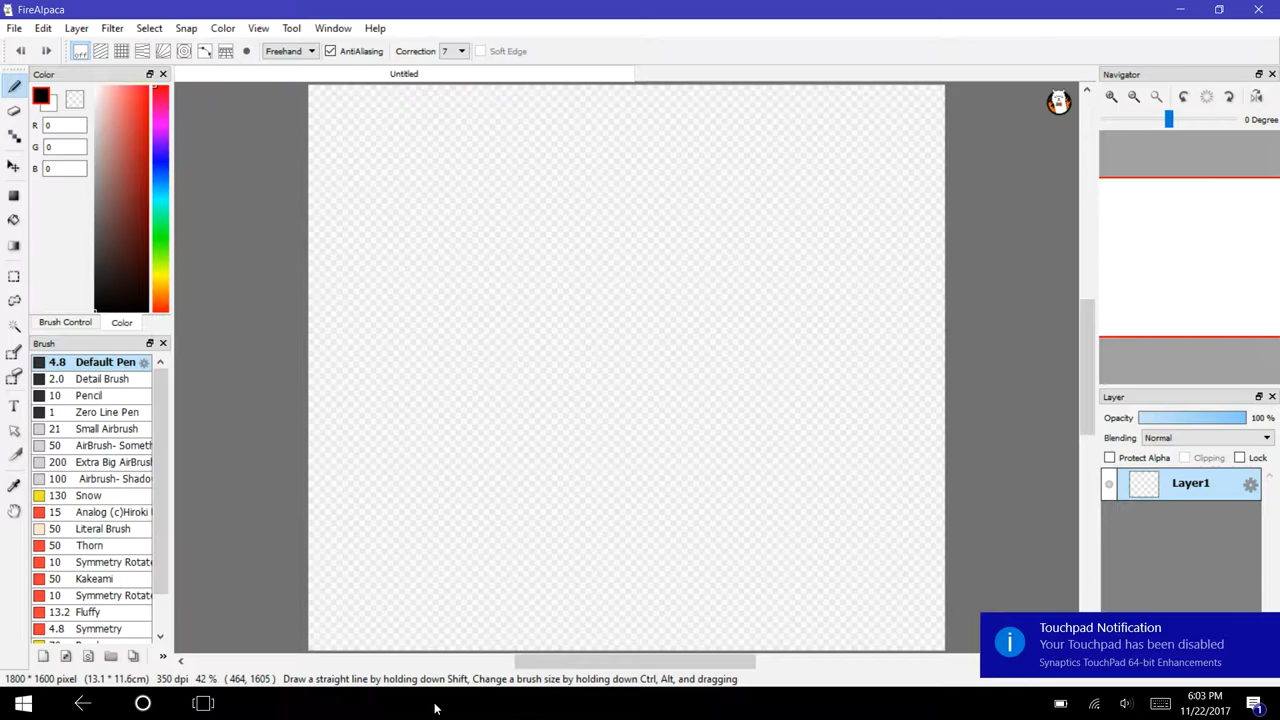 FireAlpaca
File Edit Layer Filter Select Snap Color View Tool Window Help
off Freehand AntiAliasing Correction 7 Soft Edge
Color
Untitled
Navigator
R 0
G 0
B 0
0 Degree
Brush Control Color
Brush
4.8 Default Pen
2.0 Detail Brush
10 Pencil
1 Zero Line Pen
21 Small Airbrush
50 AirBrush- Someth
200 Extra Big AirBrush
100 Airbrush- Shado
130 Snow
15 Analog (c)Hiroki
50 Literal Brush
50 Thorn
10 Symmetry Rotate
50 Kakeami
10 Symmetry Rotate
13.2 Fluffy
4.8 Symmetry
Layer
Opacity 100 %
Blending Normal
Protect Alpha Clipping Lock
Layer1
Touchpad Notification
Your Touchpad has been disabled
Synaptics TouchPad 64-bit Enhancements
1800 * 1600 pixel (13.1 * 11.6cm) 350 dpi 42 % ( 464, 1605 ) Draw a straight line by holding down Shift, Change a brush size by holding down Ctrl, Alt, and dragging
6:03 PM
11/22/2017
1